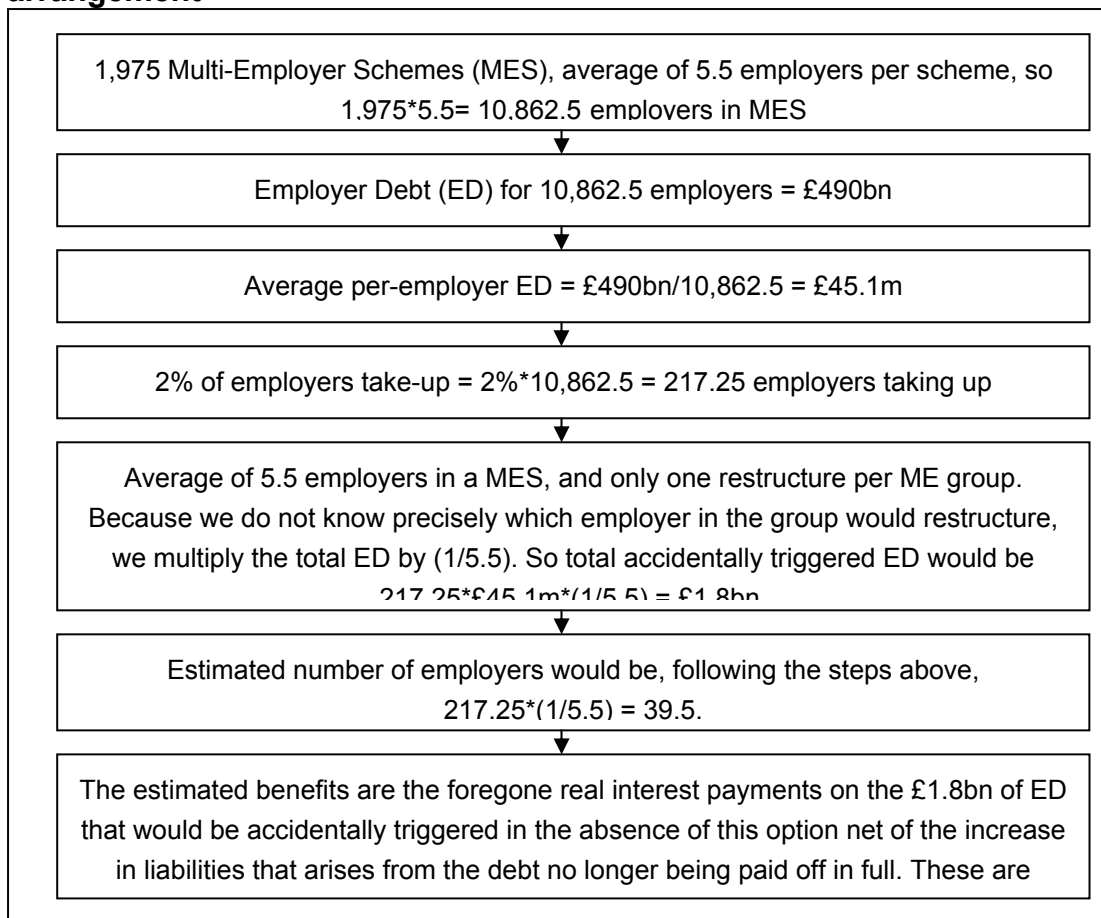 arrangement
1,975 Multi-Employer Schemes (MES), average of 5.5 employers per scheme, so
1,975*5.5= 10,862.5 employers in MES
Employer Debt (ED) for 10,862.5 employers = £490bn
Average per-employer ED = £490bn/10,862.5 = £45.1m
2% of employers take-up = 2%*10,862.5 = 217.25 employers taking up
Average of 5.5 employers in a MES, and only one restructure per ME group.
Because we do not know precisely which employer in the group would restructure,
we multiply the total ED by (1/5.5). So total accidentally triggered ED would be
217.25*£45.1m*(1/5.5) = £1.8bn
Estimated number of employers would be, following the steps above,
217.25*(1/5.5) = 39.5.
The estimated benefits are the foregone real interest payments on the £1.8bn of ED
that would be accidentally triggered in the absence of this option net of the increase
in liabilities that arises from the debt no longer being paid off in full. These are